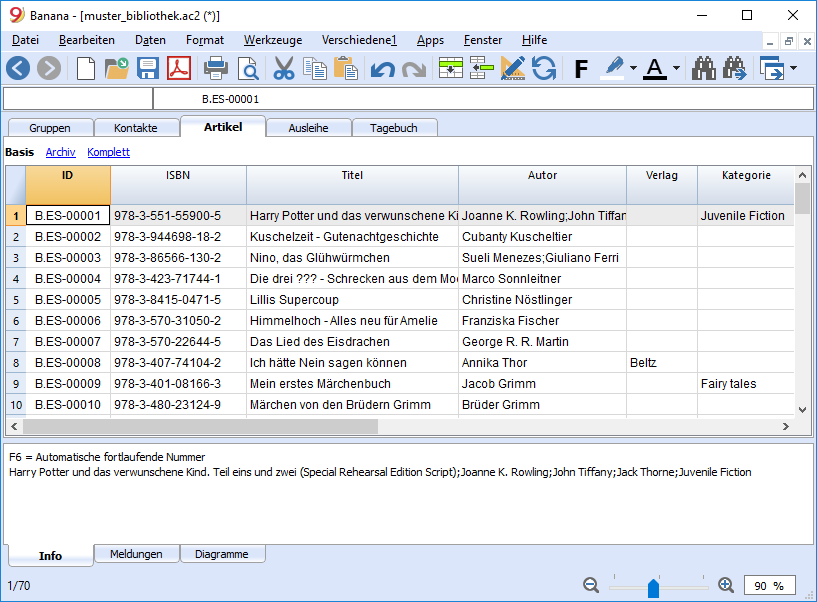 Banana - [muster_bibliothek.ac2 (*)]
Datei Bearbeiten Daten Format Werkzeuge Verschiedene1 Apps Fenster Hilfe
F A
B.ES-00001
Gruppen Kontakte Artikel Ausleihe Tagebuch
Basis Archiv Komplett
ID ISBN Titel Autor Verlag Kategorie
1 B.ES-00001 978-3-551-55900-5 Harry Potter und das verwunschene Ki Joanne K. Rowling;John Tiffan Juvenile Fiction
2 B.ES-00002 978-3-944698-18-2 Kuschelzeit - Gutenachtgeschichte Cubanty Kuscheltier
3 B.ES-00003 978-3-86566-130-2 Nino, das Glühwürmchen Sueli Menezes;Giuliano Ferri
4 B.ES-00004 978-3-423-71744-1 Die drei ??? - Schrecken aus dem Moo Marco Sonnleitner
5 B.ES-00005 978-3-8415-0471-5 Lillis Supercoup Christine Nöstlinger
6 B.ES-00006 978-3-570-31050-2 Himmelhoch - Alles neu für Amelie Franziska Fischer
7 B.ES-00007 978-3-570-22644-5 Das Lied des Eisdrachen George R. R. Martin
8 B.ES-00008 978-3-407-74104-2 Ich hätte Nein sagen können Annika Thor Beltz
9 B.ES-00009 978-3-401-08166-3 Mein erstes Märchenbuch Jacob Grimm Fairy tales
10 B.ES-00010 978-3-480-23124-9 Märchen von den Brüdern Grimm Brüder Grimm
F6 = Automatische fortlaufende Nummer
Harry Potter und das verwunschene Kind. Teil eins und zwei (Special Rehearsal Edition Script);Joanne K. Rowling;John Tiffany;Jack Thorne;Juvenile Fiction
Info Meldungen Diagramme
1/70 90 %